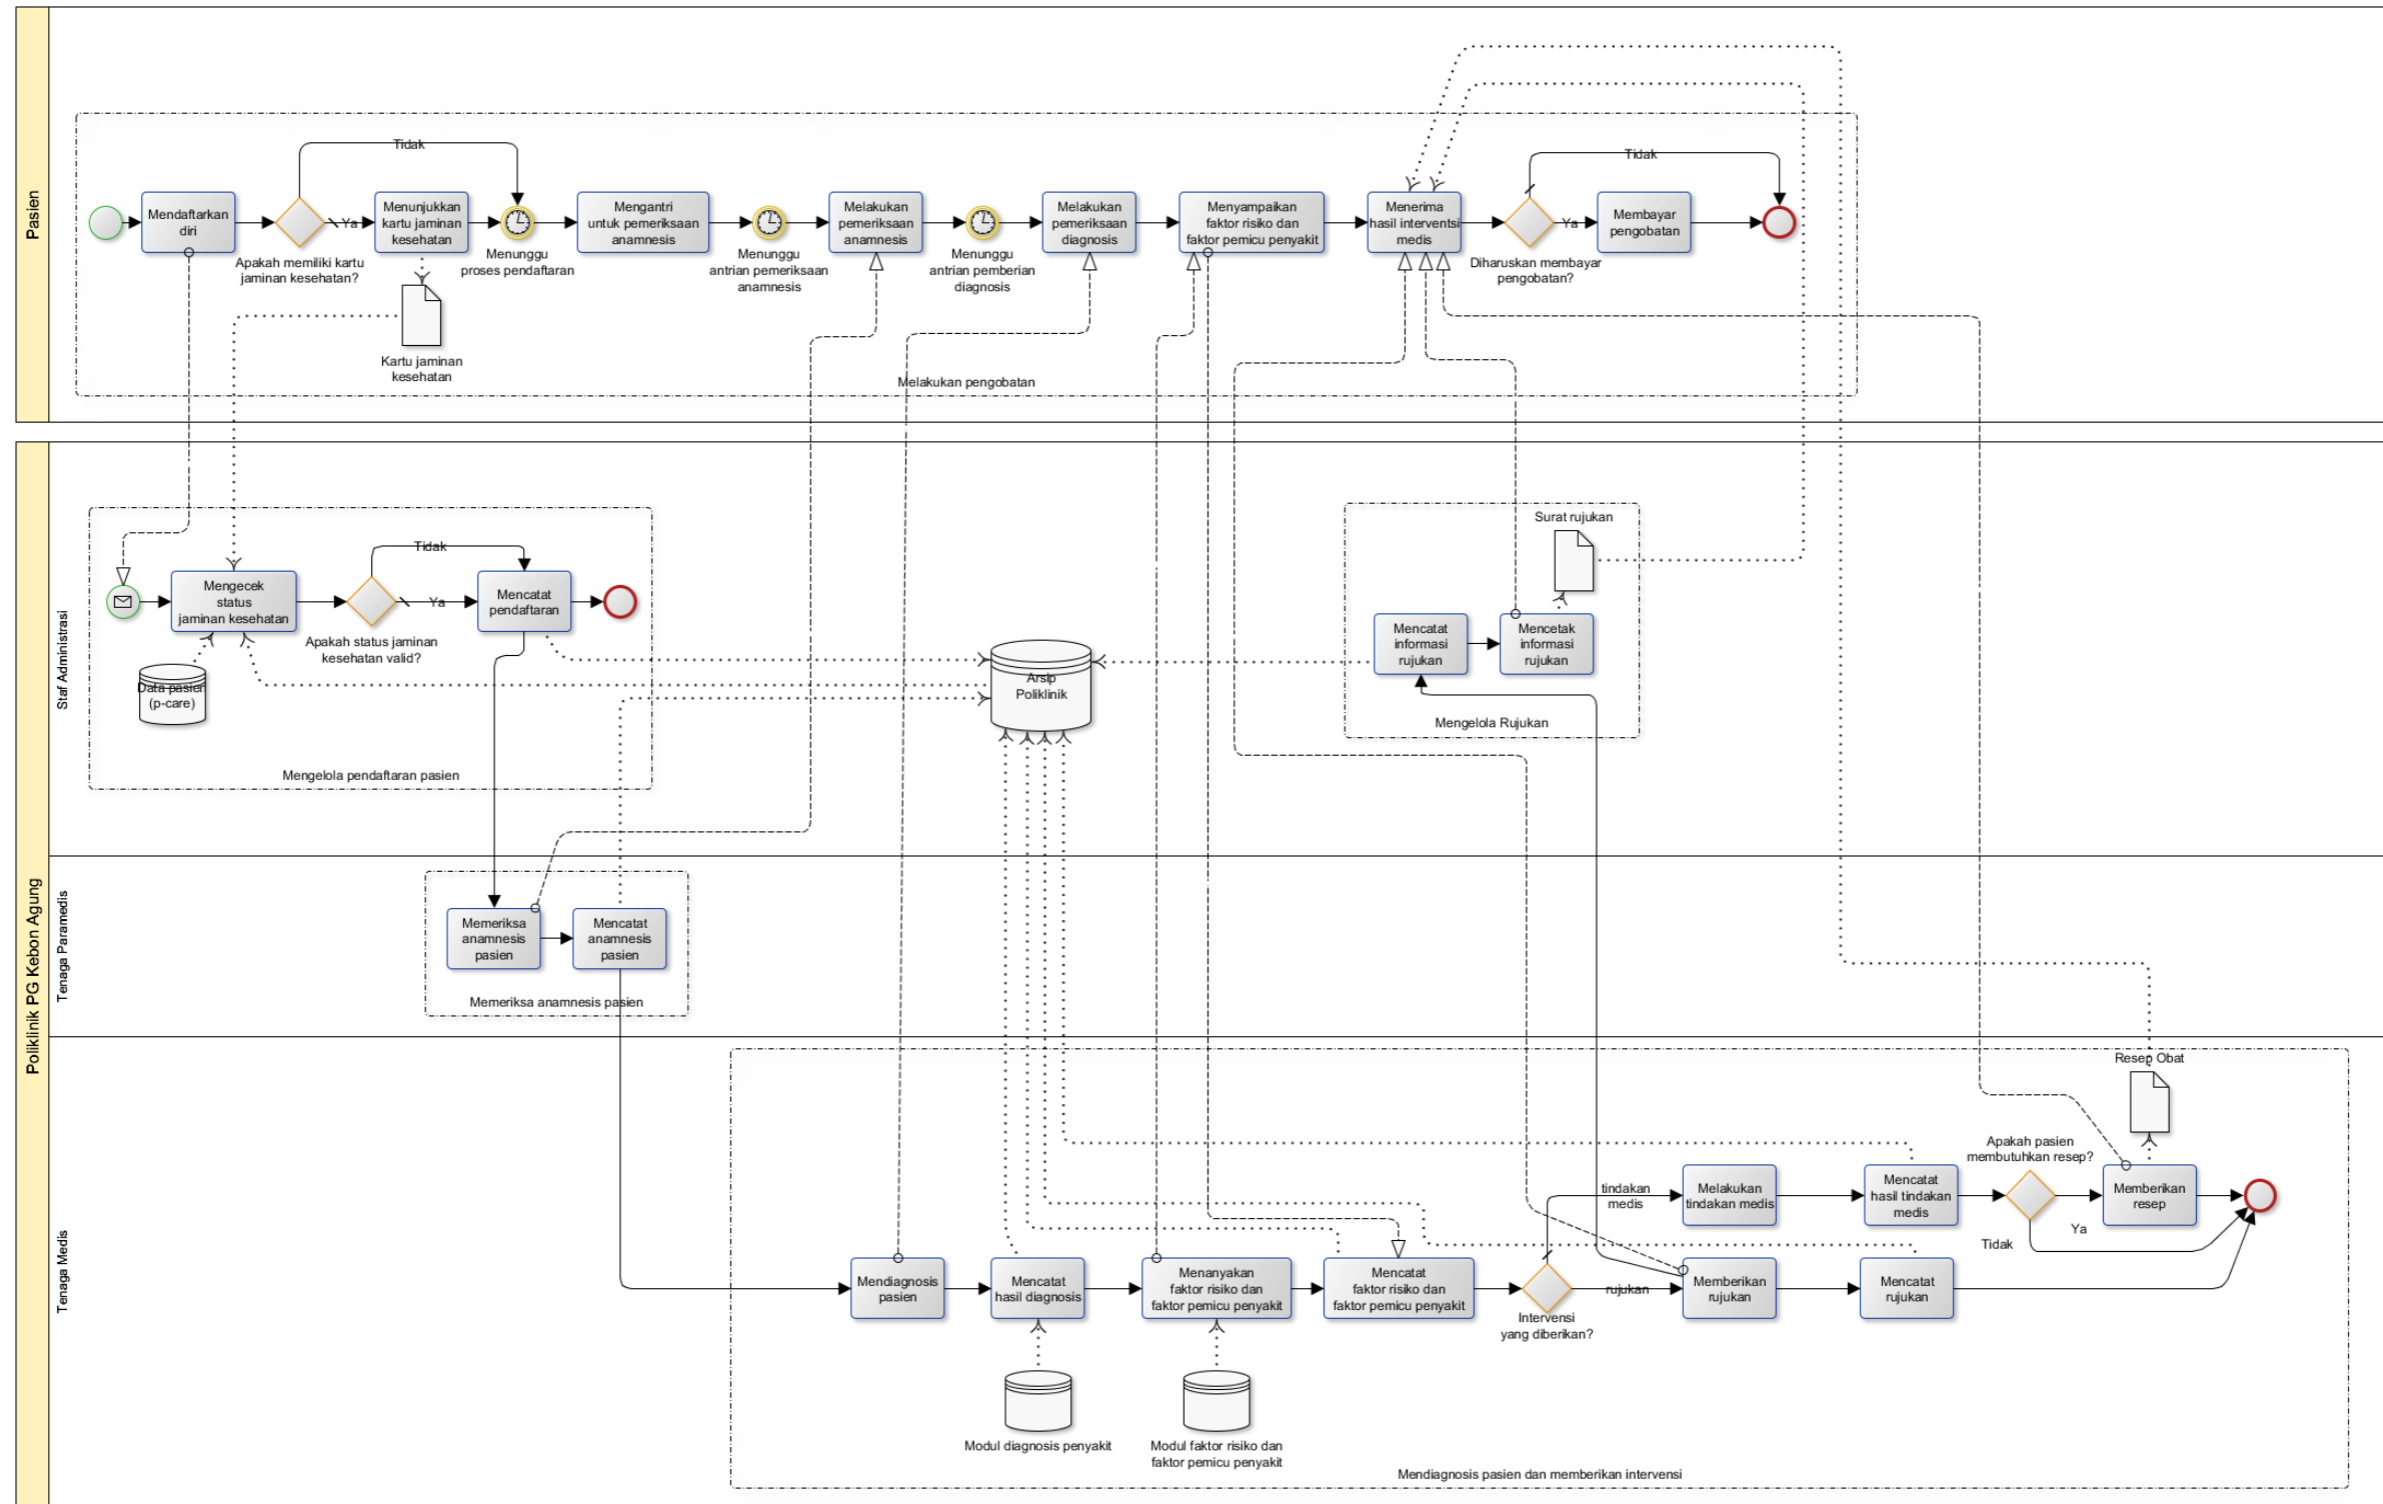 Pasien
Tidak
Tidak
Mendaftarkan
diri
Apakah memiliki kartu
jaminan kesehatan?
Ya
Menunjukkan
kartu jaminan
kesehatan
Kartu jaminan
kesehatan
Menunggu
proses pendaftaran
Mengantri
untuk pemeriksaan
anamnesis
Menunggu
antrian pemeriksaan
anamnesis
Melakukan
pemeriksaan
anamnesis
Menunggu
antrian pemberian
diagnosis
Melakukan
pemeriksaan
diagnosis
Menyampaikan
faktor risiko dan
faktor pemicu penyakit
Menerima
hasil interventsi
medis
Diharuskan membayar
pengobatan?
Ya
Membayar
pengobatan
Melakukan pengobatan
Poliklinik PG Kebon Agung
Staf Administrasi
Tidak
Mengecek
status
jaminan kesehatan
Apakah status jaminan
kesehatan valid?
Ya
Mencatat
pendaftaran
Data pasien
(p-care)
Mengelola pendaftaran pasien
Arsip
Poliklinik
Surat rujukan
Mencatat
informasi
rujukan
Mencetak
informasi
rujukan
Mengelola Rujukan
Tenaga Paramedis
Memeriksa
anamnesis
pasien
Mencatat
anamnesis
pasien
Memeriksa anamnesis pasien
Tenaga Medis
Resep Obat
Apakah pasien
membutuhkan resep?
tindakan
medis
Melakukan
tindakan medis
Mencatat
hasil tindakan
medis
Memberikan
resep
Ya
Tidak
Mendiagnosis
pasien
Mencatat
hasil diagnosis
Menanyakan
faktor risiko dan
faktor pemicu penyakit
Mencatat
faktor risiko dan
faktor pemicu penyakit
Intervensi
yang diberikan?
rujukan
Memberikan
rujukan
Mencatat
rujukan
Modul diagnosis penyakit
Modul faktor risiko dan
faktor pemicu penyakit
Mendiagnosis pasien dan memberikan intervensi